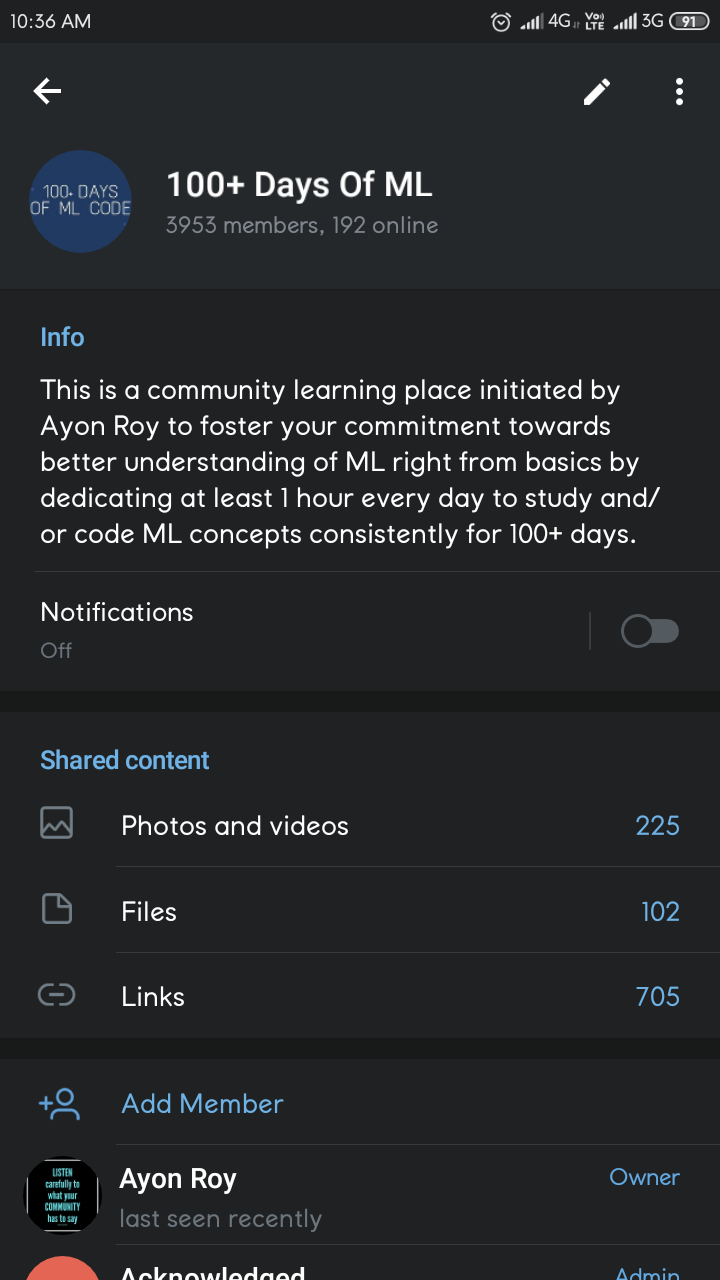 10:36 AM
4G Vo)) LTE 3G 91
100+ Days Of ML
100+ DAYS
OF ML CODE
3953 members, 192 online
Info
This is a community learning place initiated by
Ayon Roy to foster your commitment towards
better understanding of ML right from basics by
dedicating at least 1 hour every day to study and/
or code ML concepts consistently for 100+ days.
Notifications
Off
Shared content
Photos and videos 225
Files 102
Links 705
Add Member
LISTEN
carefully to
what your
COMMUNITY
has to say
Ayon Roy Owner
last seen recently
Acknowledged Admin